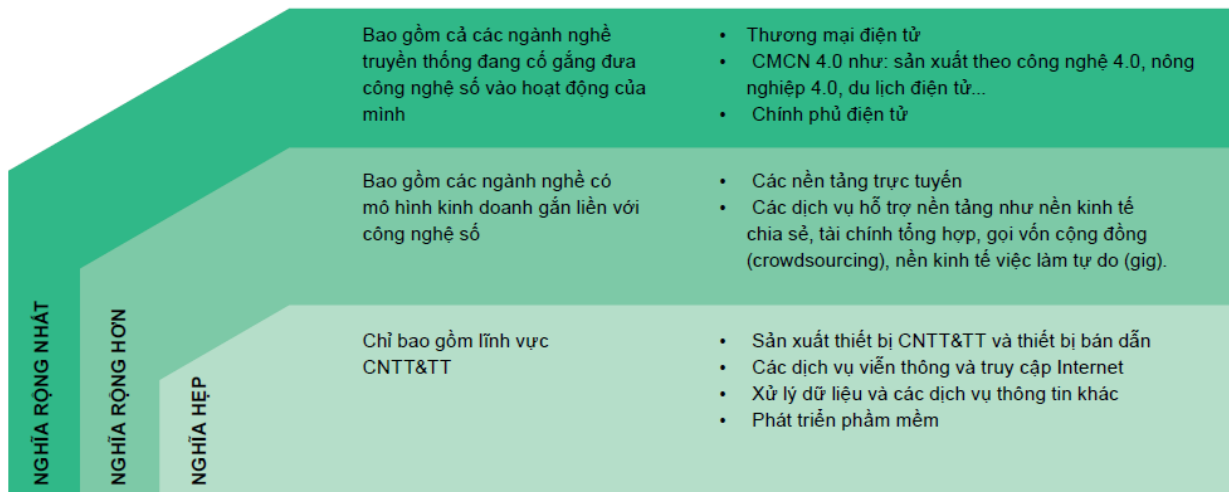 Bao gồm cả các ngành nghề
truyền thống đang cố gắng đưa
công nghệ số vào hoạt động của
mình
• Thương mại điện tử
• CMCN 4.0 như: sản xuất theo công nghệ 4.0, nông
nghiệp 4.0, du lịch điện tử...
• Chính phủ điện tử
Bao gồm các ngành nghề có
mô hình kinh doanh gắn liền với
công nghệ số
• Các nền tảng trực tuyến
• Các dịch vụ hỗ trợ nền tảng như nền kinh tế
chia sẻ, tài chính tổng hợp, gọi vốn cộng đồng
(crowdsourcing), nền kinh tế việc làm tự do (gig).
Chỉ bao gồm lĩnh vực
CNTT&TT
• Sản xuất thiết bị CNTT&TT và thiết bị bán dẫn
• Các dịch vụ viễn thông và truy cập Internet
• Xử lý dữ liệu và các dịch vụ thông tin khác
• Phát triển phầm mềm
NGHĨA RỘNG NHẤT
NGHĨA RỘNG HƠN
NGHĨA HẸP